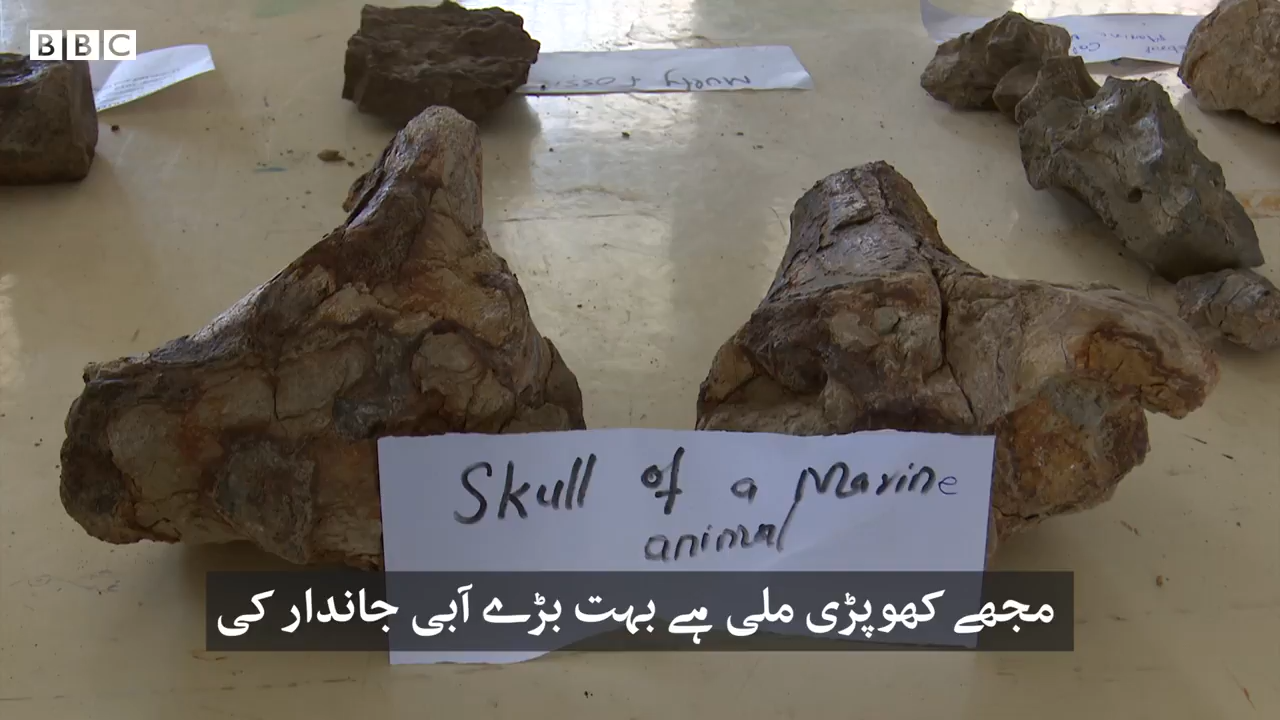 BBC
Skull of a Marine
animal
مجھے کھوپڑی ملی ہے بہت بڑے آبی جاندار کی